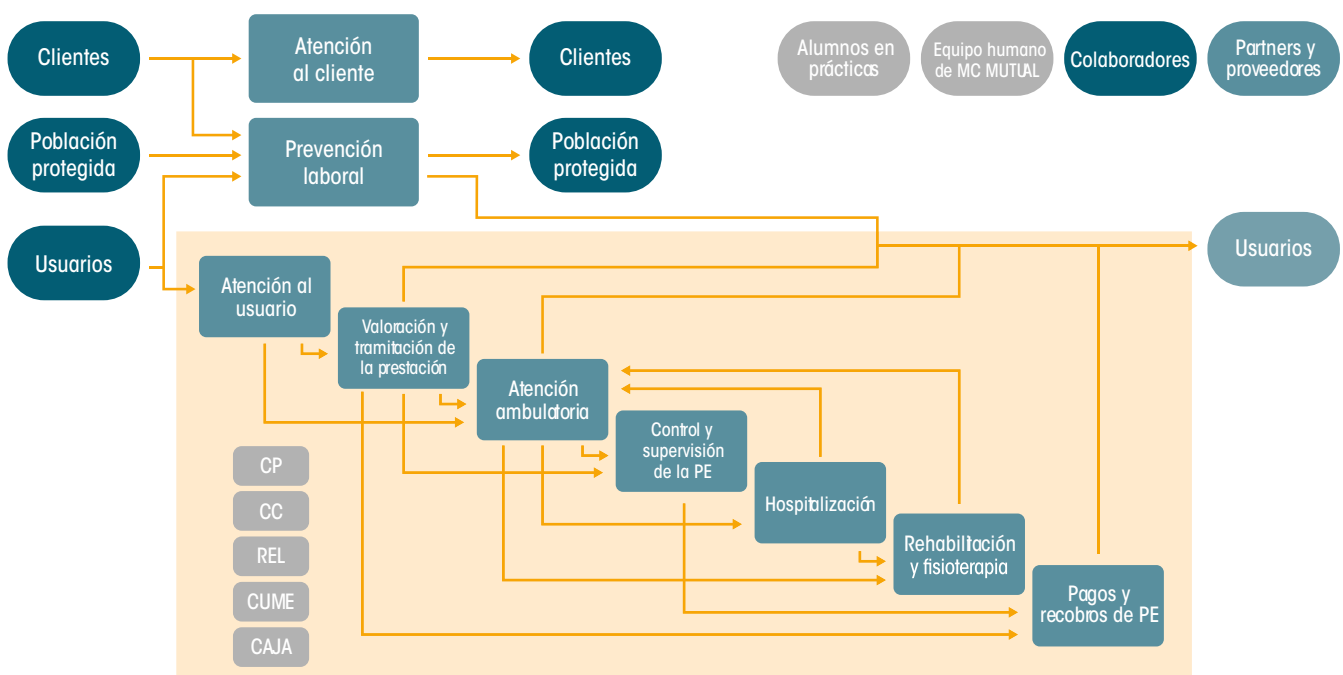 Clientes
Atención
al cliente
Clientes
Alumnos en
prácticas
Equipo humano
de MC MUTUAL
Colaboradores
Partners y
proveedores
Población
protegida
Prevención
laboral
Población
protegida
Usuarios
Usuarios
Atención al
usuario
Valoración y
tramitación de
la prestación
Atención
ambulatoria
Control y
supervisión
de la PE
Hospitalización
Rehabilitación
y fisioterapia
Pagos y
recobros de PE
CP
CC
REL
CUME
CAJA